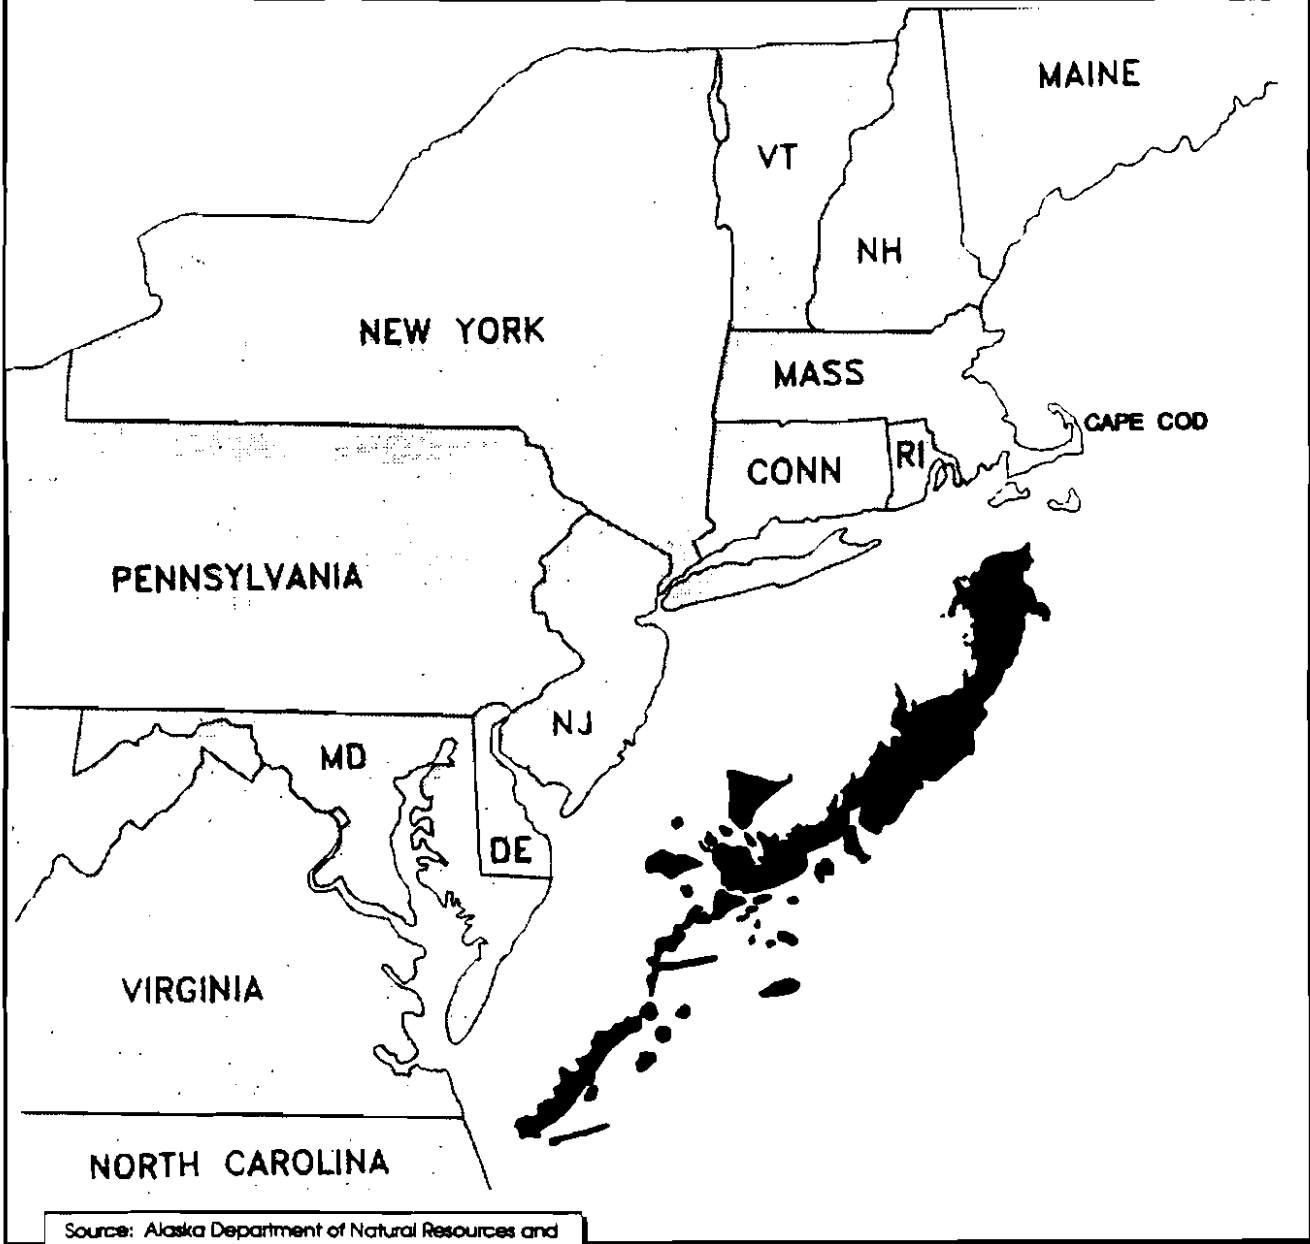 MAINE
VT
NH
NEW YORK
MASS
CAPE COD
CONN
RI
PENNSYLVANIA
NJ
MD
DE
VIRGINIA
NORTH CAROLINA
Source: Alaska Department of Natural Resources and